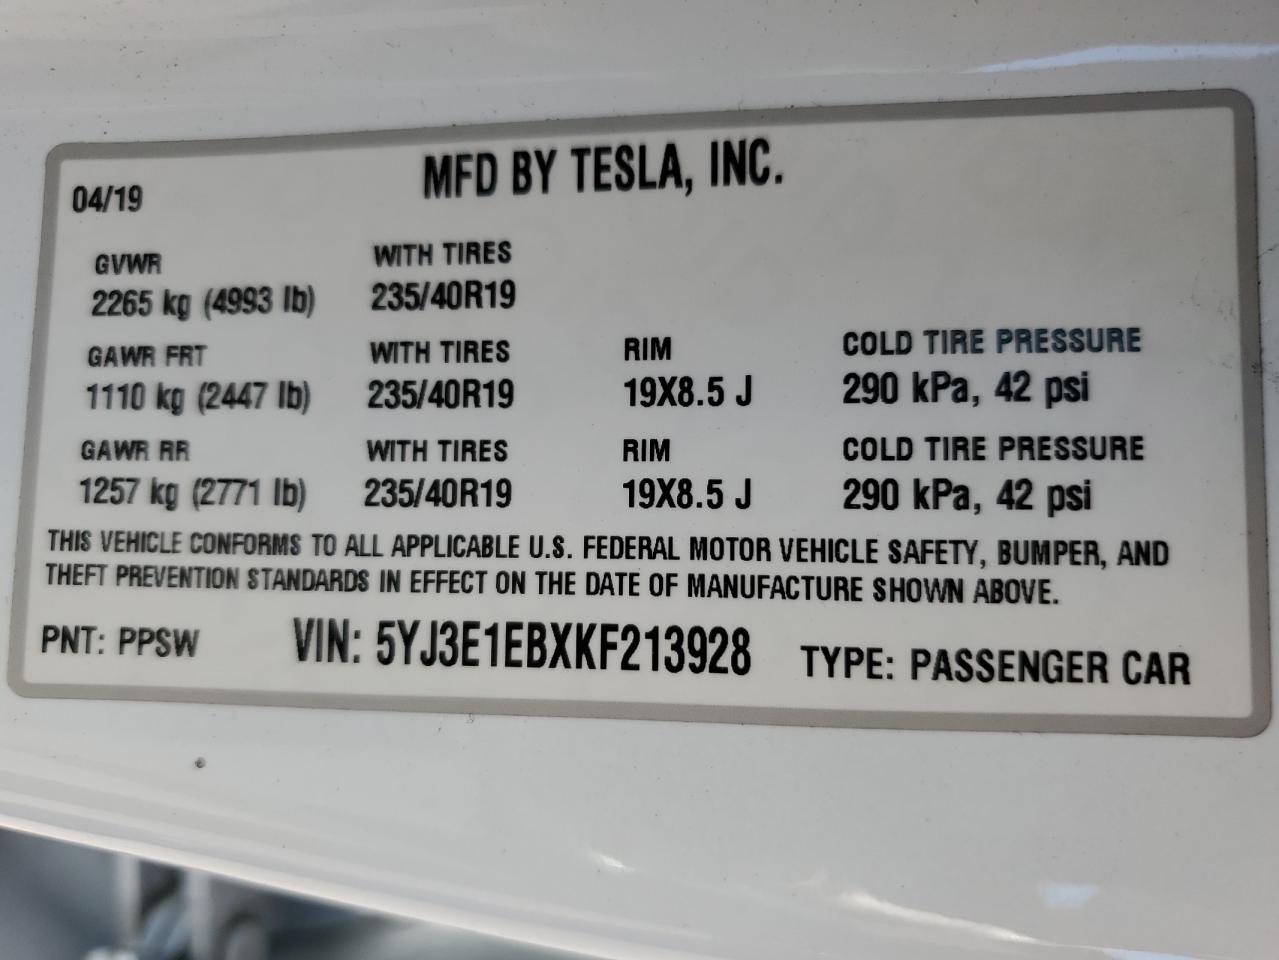 MFD BY TESLA, INC.
04/19
GVWR WITH TIRES
2265 kg (4993 lb) 235/40R19
GAWR FRT WITH TIRES RIM COLD TIRE PRESSURE
1110 kg (2447 lb) 235/40R19 19X8.5 J 290 kPa, 42 psi
GAWR RR WITH TIRES RIM COLD TIRE PRESSURE
1257 kg (2771 lb) 235/40R19 19X8.5 J 290 kPa, 42 psi
THIS VEHICLE CONFORMS TO ALL APPLICABLE U.S. FEDERAL MOTOR VEHICLE SAFETY, BUMPER, AND
THEFT PREVENTION STANDARDS IN EFFECT ON THE DATE OF MANUFACTURE SHOWN ABOVE.
PNT: PPSW VIN: 5YJ3E1EBXKF213928 TYPE: PASSENGER CAR